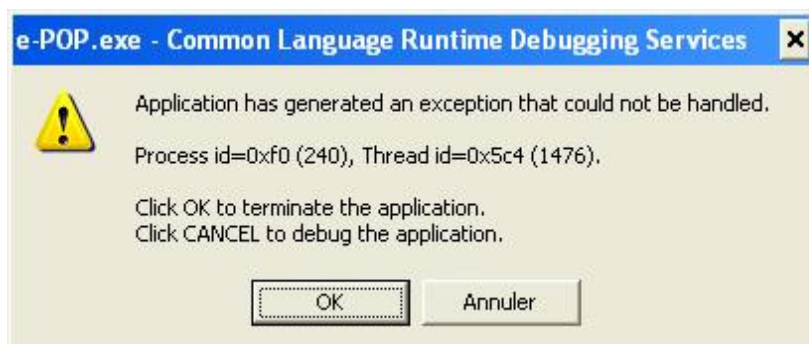 e-POP.exe - Common Language Runtime Debugging Services
Application has generated an exception that could not be handled.
Process id=0xf0 (240), Thread id=0x5c4 (1476).
Click OK to terminate the application.
Click CANCEL to debug the application.
OK
Annuler